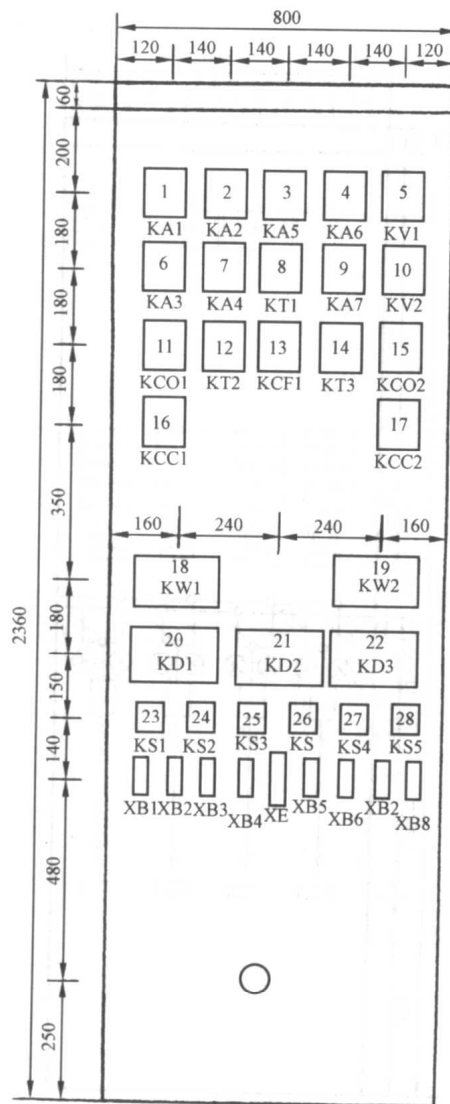 800
120 140 140 140 140 120
60
200
1 2 3 4 5
KA1 KA2 KA5 KA6 KV1
180
6 7 8 9 10
KA3 KA4 KT1 KA7 KV2
180
11 12 13 14 15
KCO1 KT2 KCF1 KT3 KCO2
180
16 17
KCC1 KCC2
350
160 240 240 160
18 19
KW1 KW2
2360
180
20 21 22
KD1 KD2 KD3
150
23 24 25 26 27 28
KS1 KS2 KS3 KS KS4 KS5
140
XB1 XB2 XB3 XB4 XE XB5 XB6 XB2 XB8
480
250